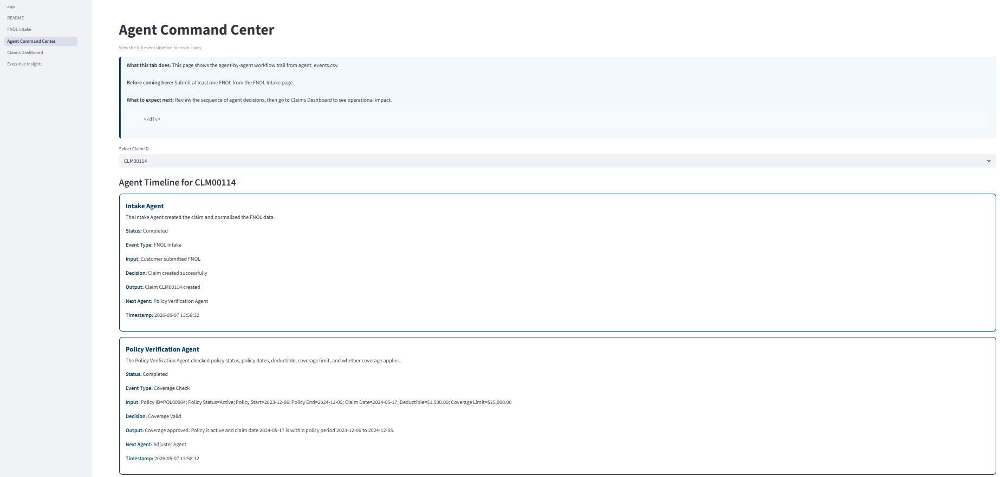 app
README
FNOL Intake
Agent Command Center
Claims Dashboard
Executive Insights
Agent Command Center
View the full event timeline for each claim.
What this tab does: This page shows the agent-by-agent workflow trail from agent_events.csv.
Before coming here: Submit at least one FNOL from the FNOL Intake page.
What to expect next: Review the sequence of agent decisions, then go to Claims Dashboard to see operational impact.
</div>
Select Claim ID
CLM00114
Agent Timeline for CLM00114
Intake Agent
The Intake Agent created the claim and normalized the FNOL data.
Status: Completed
Event Type: FNOL Intake
Input: Customer submitted FNOL
Decision: Claim created successfully
Output: Claim CLM00114 created
Next Agent: Policy Verification Agent
Timestamp: 2026-05-07 13:58:32
Policy Verification Agent
The Policy Verification Agent checked policy status, policy dates, deductible, coverage limit, and whether coverage applies.
Status: Completed
Event Type: Coverage Check
Input: Policy ID=POL00004; Policy Status=Active; Policy Start=2023-12-06; Policy End=2024-12-05; Claim Date=2024-05-17; Deductible=$1,500.00; Coverage Limit=$25,000.00
Decision: Coverage Valid
Output: Coverage approved. Policy is active and claim date 2024-05-17 is within policy period 2023-12-06 to 2024-12-05.
Next Agent: Adjuster Agent
Timestamp: 2026-05-07 13:58:32